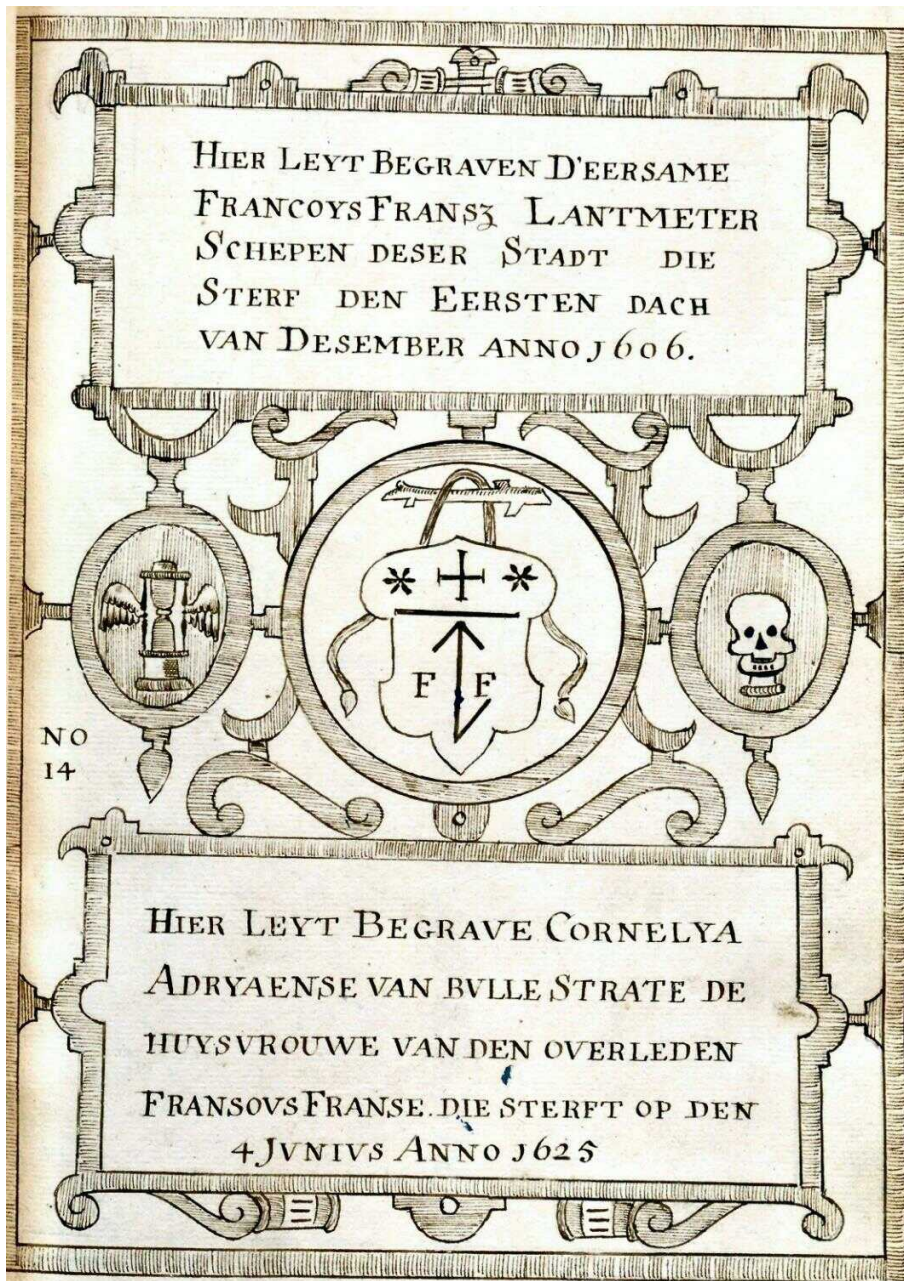 HIER LEYT BEGRAVEN D'EERSAME
FRANCOYS FRANSZ LANTMETER
SCHEPEN DESER STADT DIE
STERF DEN EERSTEN DACH
VAN DESEMBER ANNO 1606.
F F
NO
14
HIER LEYT BEGRAVE CORNELYA
ADRYAENSE VAN BVLLE STRATE DE
HUYSVROUWE VAN DEN OVERLEDEN
FRANSOVS FRANSE. DIE STERFT OP DEN
4 JVNIVS ANNO 1625